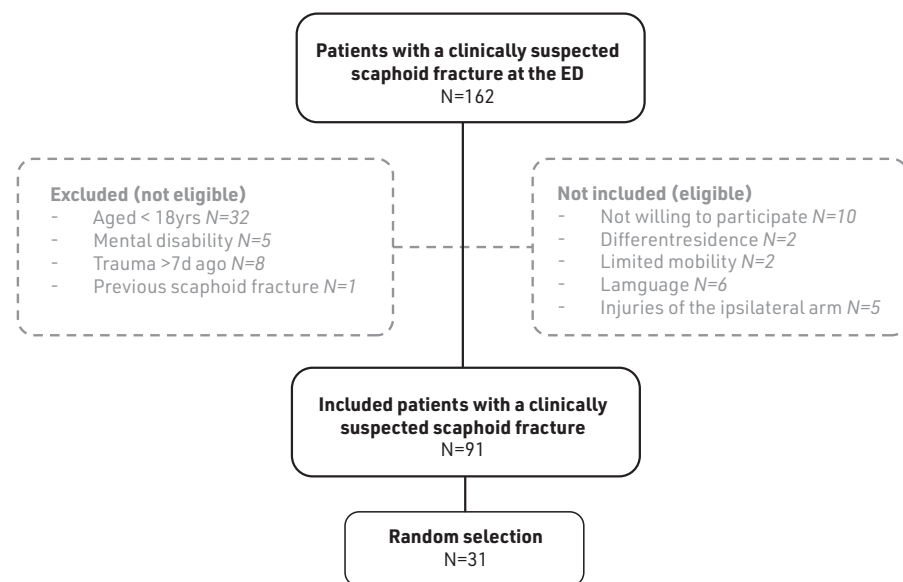 Patients with a clinically suspected
scaphoid fracture at the ED
N=162
Excluded (not eligible)
- Aged < 18yrs N=32
- Mental disability N=5
- Trauma >7d ago N=8
- Previous scaphoid fracture N=1
Not included (eligible)
- Not willing to participate N=10
- Differentresidence N=2
- Limited mobility N=2
- Lamguage N=6
- Injuries of the ipsilateral arm N=5
Included patients with a clinically
suspected scaphoid fracture
N=91
Random selection
N=31